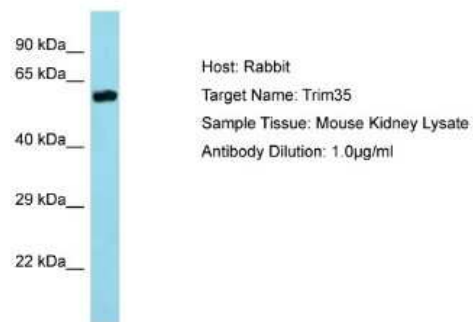 90 kDa
65 kDa
40 kDa
29 kDa
22 kDa
Host: Rabbit
Target Name: Trim35
Sample Tissue: Mouse Kidney Lysate
Antibody Dilution: 1.0µg/ml